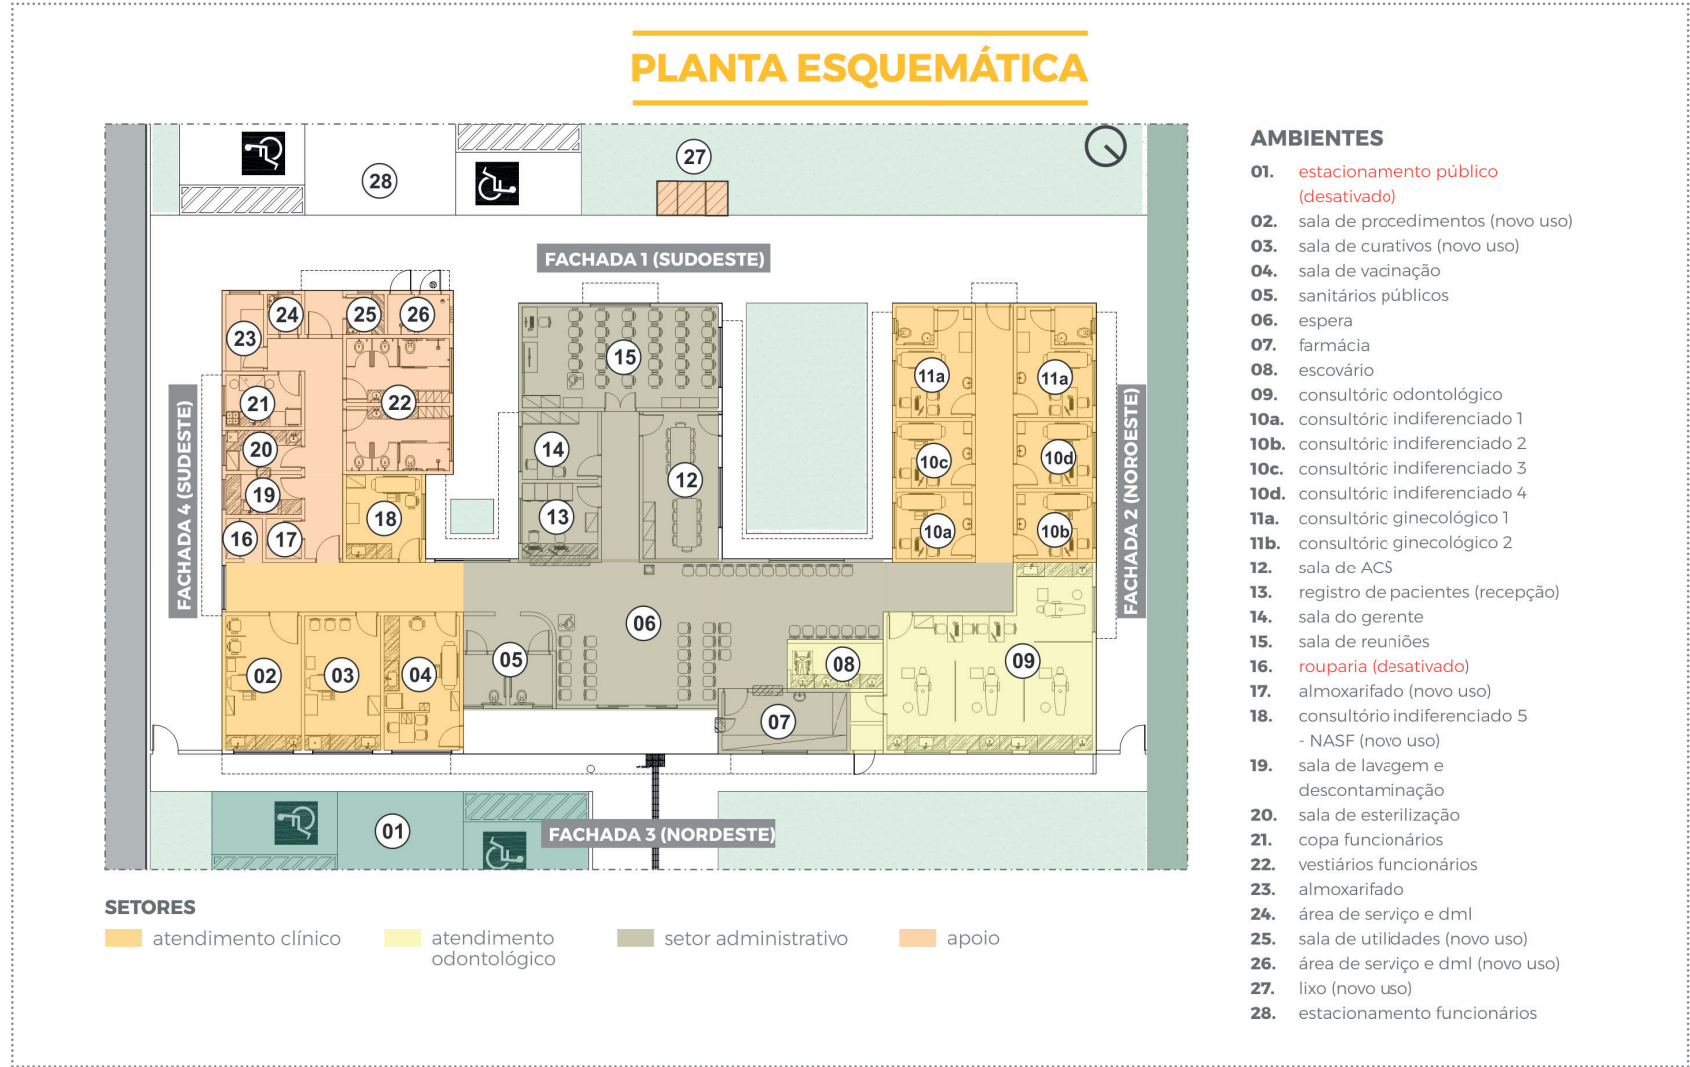 PLANTA ESQUEMÁTICA
28
27
FACHADA 1 (SUDOESTE)
24
25
26
23
15
11a
11a
21
22
FACHADA 4 (SUDESTE)
FACHADA 2 (NOROESTE)
20
14
10c
10d
12
19
18
13
16
17
10a
10b
06
05
08
09
02
03
04
07
01
FACHADA 3 (NORDESTE)
SETORES
atendimento clínico
atendimento
odontológico
setor administrativo
apoio
AMBIENTES
01. estacionamento público
(desativado)
02. sala de procedimentos (novo uso)
03. sala de curativos (novo uso)
04. sala de vacinação
05. sanitários públicos
06. espera
07. farmácia
08. escovário
09. consultório odontológico
10a. consultório indiferenciado 1
10b. consultório indiferenciado 2
10c. consultório indiferenciado 3
10d. consultório indiferenciado 4
11a. consultório ginecológico 1
11b. consultório ginecológico 2
12. sala de ACS
13. registro de pacientes (recepção)
14. sala do gerente
15. sala de reuniões
16. rouparia (desativado)
17. almoxarifado (novo uso)
18. consultório indiferenciado 5
- NASF (novo uso)
19. sala de lavagem e
descontaminação
20. sala de esterilização
21. copa funcionários
22. vestiários funcionários
23. almoxarifado
24. área de serviço e dml
25. sala de utilidades (novo uso)
26. área de serviço e dml (novo uso)
27. lixo (novo uso)
28. estacionamento funcionários